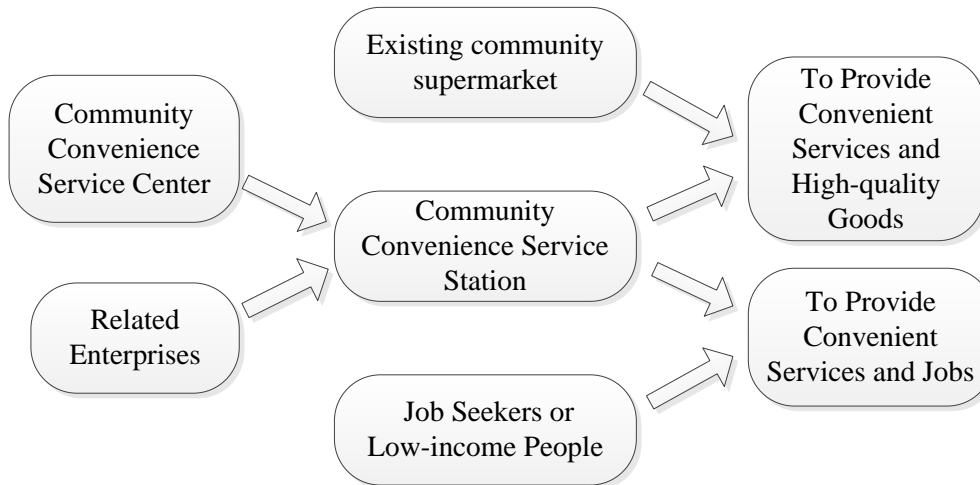 Existing community
supermarket
Community
Convenience
Service Center
To Provide
Convenient
Services and
High-quality
Goods
Community
Convenience Service
Station
Related
Enterprises
To Provide
Convenient
Services and Jobs
Job Seekers or
Low-income People